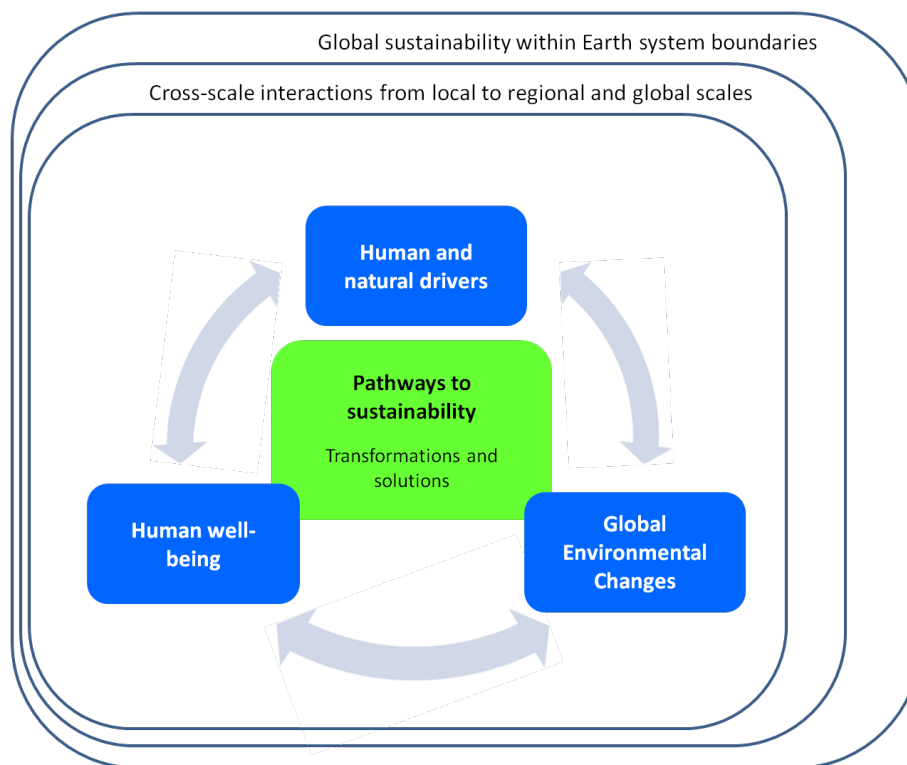 Global sustainability within Earth system boundaries
Cross-scale interactions from local to regional and global scales
Human and
natural drivers
Pathways to
sustainability
Transformations and
solutions
Human well-
being
Global
Environmental
Changes